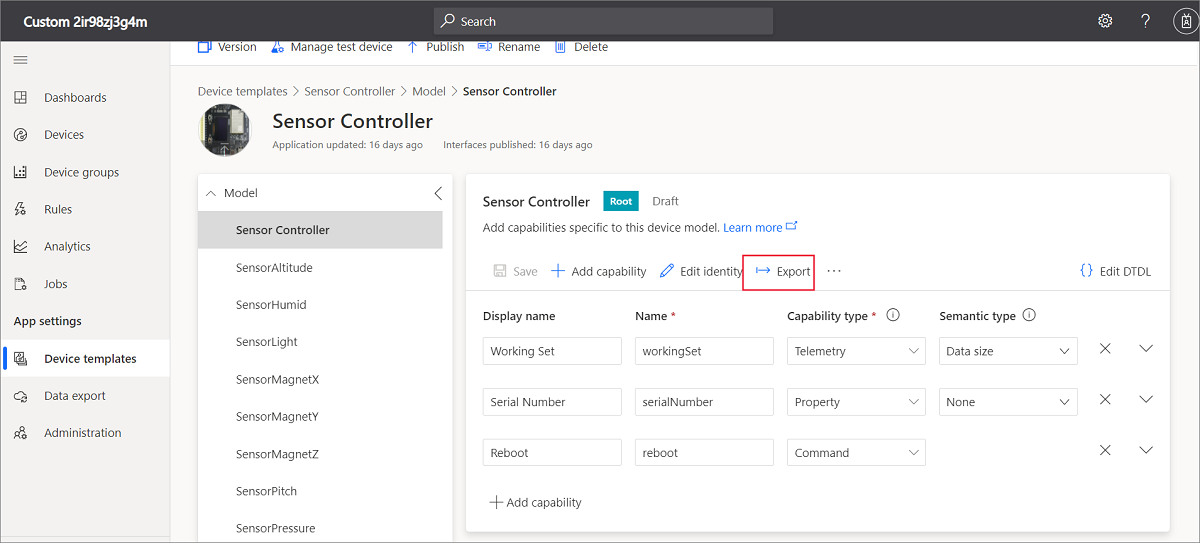 Custom 2ir98zj3g4m
Search
?
Version Manage test device Publish Rename Delete
Dashboards
Devices
Device groups
Rules
Analytics
Jobs
App settings
Device templates
Data export
Administration
Device templates > Sensor Controller > Model > Sensor Controller
Sensor Controller
Application updated: 16 days ago Interfaces published: 16 days ago
Model
Sensor Controller
SensorAltitude
SensorHumid
SensorLight
SensorMagnetX
SensorMagnetY
SensorMagnetZ
SensorPitch
SensorPressure
Sensor Controller Root Draft
Add capabilities specific to this device model. Learn more
Save Add capability Edit identity Export ... {} Edit DTDL
Display name Name * Capability type * Semantic type
Working Set workingSet Telemetry Data size
Serial Number serialNumber Property None
Reboot reboot Command
Add capability